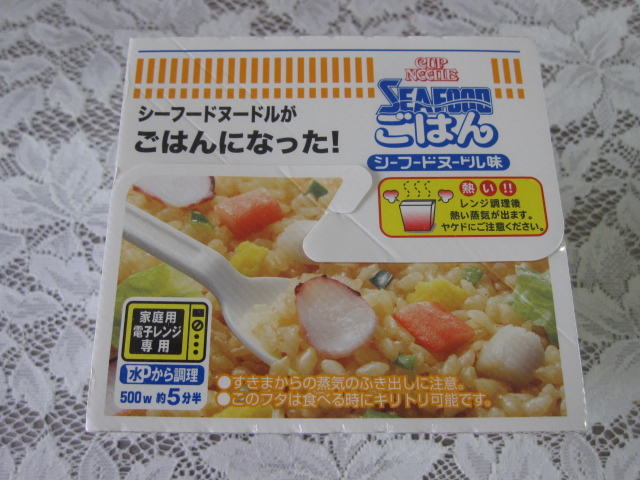 シーフードヌードルが
ごはんになった!
CUP
NOODLE
SEAFOOD
ごはん
シーフードヌードル味
熱い!!
レンジ調理後
熱い蒸気が出ます。
ヤケドにご注意ください。
家庭用
電子レンジ
専用
水から調理
500W 約5分半
●すきまからの蒸気のふき出しに注意。
●このフタは食べる時にキリトリ可能です。